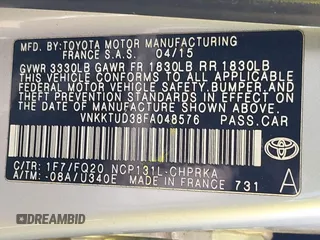 MFD. BY:TOYOTA MOTOR MANUFACTURING
FRANCE S.A.S. 04/15
GVWR 3330LB GAWR FR 1830LB RR 1830LB
THIS VEHICLE CONFORMS TO ALL APPLICABLE
FEDERAL MOTOR VEHICLE SAFETY, BUMPER, AND
THEFT PREVENTION STANDARDS IN EFFECT ON
THE DATE OF MANUFACTURE SHOWN ABOVE.
VNKKTUD38FA048576 PASS.CAR
C/TR: 1F7/FQ20 NCP131L-CHPRKA
A/TM: -08A/U340E MADE IN FRANCE 731
TOYOTA
A
DREAMBID